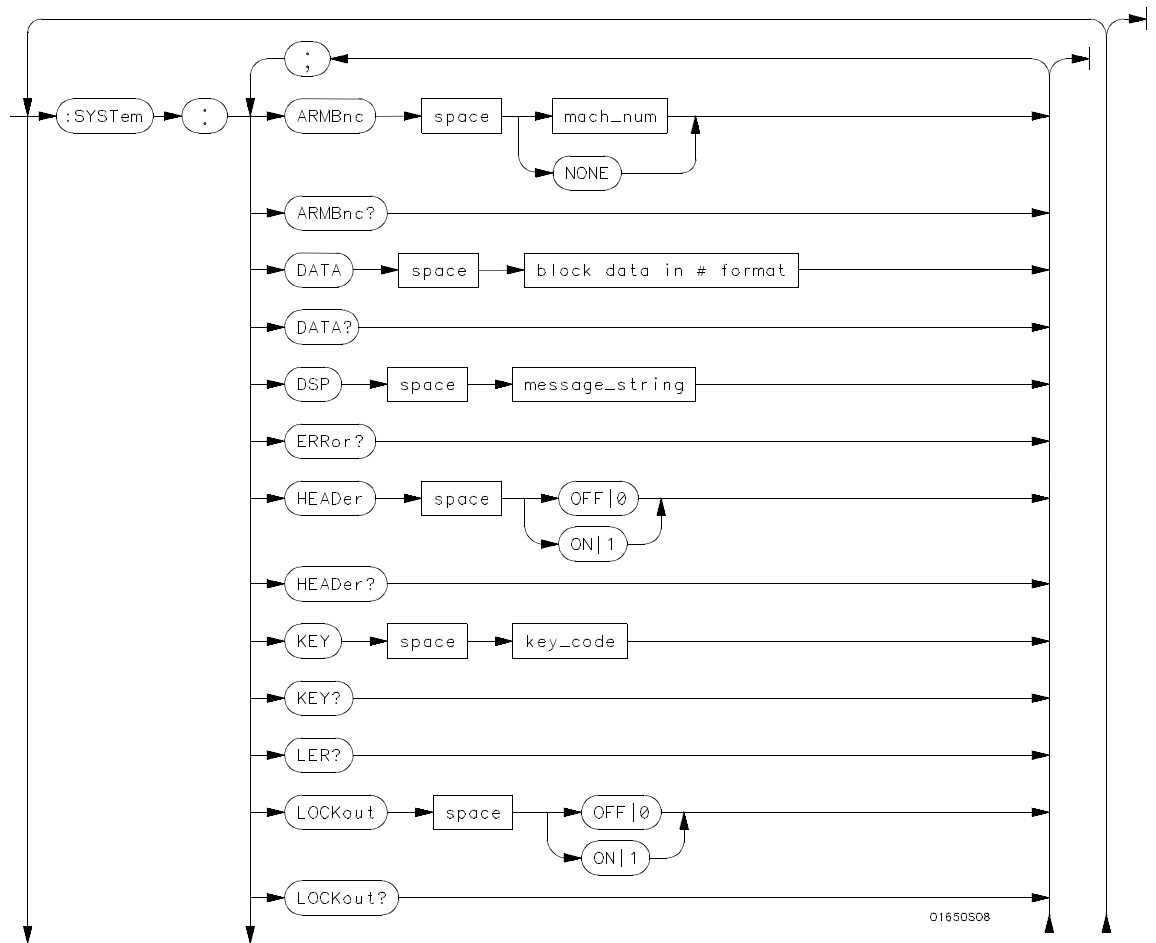 ;
:SYSTem : ARMBnc space mach_num
NONE
ARMBnc?
DATA space block data in # format
DATA?
DSP space message_string
ERRor?
HEADer space OFF|0
ON|1
HEADer?
KEY space key_code
KEY?
LER?
LOCKout space OFF|0
ON|1
LOCKout?
01650S08